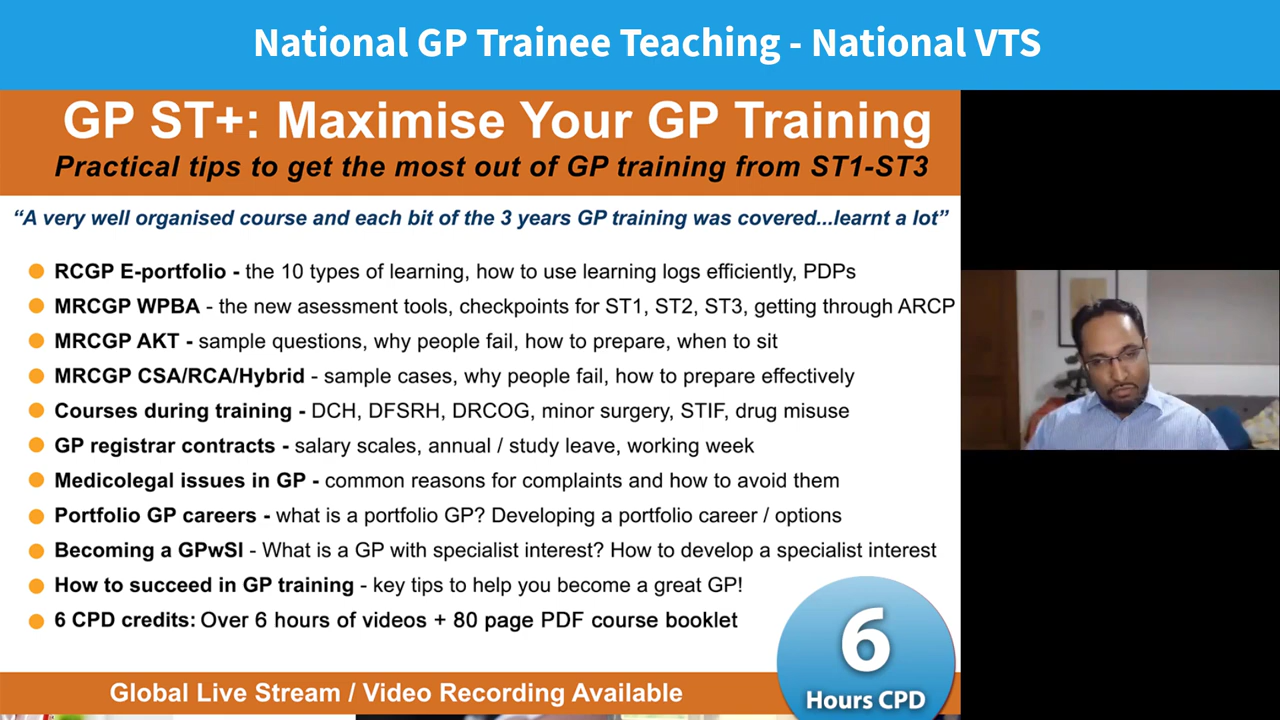 National GP Trainee Teaching - National VTS
GP ST+: Maximise Your GP Training
Practical tips to get the most out of GP training from ST1-ST3
“A very well organised course and each bit of the 3 years GP training was covered...learnt a lot”
RCGP E-portfolio - the 10 types of learning, how to use learning logs efficiently, PDPs
MRCGP WPBA - the new asessment tools, checkpoints for ST1, ST2, ST3, getting through ARCP
MRCGP AKT - sample questions, why people fail, how to prepare, when to sit
MRCGP CSA/RCA/Hybrid - sample cases, why people fail, how to prepare effectively
Courses during training - DCH, DFSRH, DRCOG, minor surgery, STIF, drug misuse
GP registrar contracts - salary scales, annual / study leave, working week
Medicolegal issues in GP - common reasons for complaints and how to avoid them
Portfolio GP careers - what is a portfolio GP? Developing a portfolio career / options
Becoming a GPwSI - What is a GP with specialist interest? How to develop a specialist interest
How to succeed in GP training - key tips to help you become a great GP!
6 CPD credits: Over 6 hours of videos + 80 page PDF course booklet
6
Hours CPD
Global Live Stream / Video Recording Available